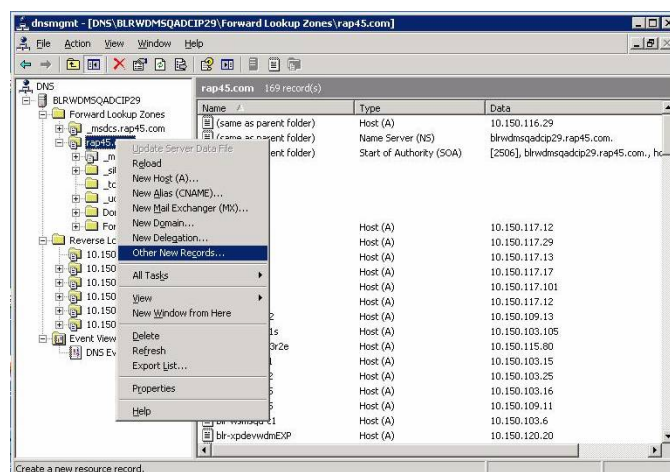 dnsmgmt - [DNS\BLRWDMSQADCIP29\Forward Lookup Zones\rap45.com]
File Action View Window Help
DNS
BLRWDMSQADCIP29
Forward Lookup Zones
_msdcs.rap45.com
Event View
DNS Ev
Update Server Data File
Reload
New Host (A)...
New Alias (CNAME)...
New Mail Exchanger (MX)...
New Domain...
New Delegation...
Other New Records...
All Tasks
View
New Window from Here
Delete
Refresh
Export List...
Properties
Help
rap45.com 169 record(s)
Name Type Data
(same as parent folder) Host (A) 10.150.116.29
(same as parent folder) Name Server (NS) blrwdmsqadcip29.rap45.com.
ent folder) Start of Authority (SOA) [2506], blrwdmsqadcip29.rap45.com., ho
Host (A) 10.150.117.12
Host (A) 10.150.117.29
Host (A) 10.150.117.13
Host (A) 10.150.117.17
Host (A) 10.150.117.101
Host (A) 10.150.117.12
Host (A) 10.150.109.13
Host (A) 10.150.103.105
3r2e Host (A) 10.150.115.80
Host (A) 10.150.103.15
Host (A) 10.150.103.25
Host (A) 10.150.103.16
Host (A) 10.150.109.11
Host (A) 10.150.103.6
blr-xpdevwdmEXP Host (A) 10.150.120.20
Create a new resource record.